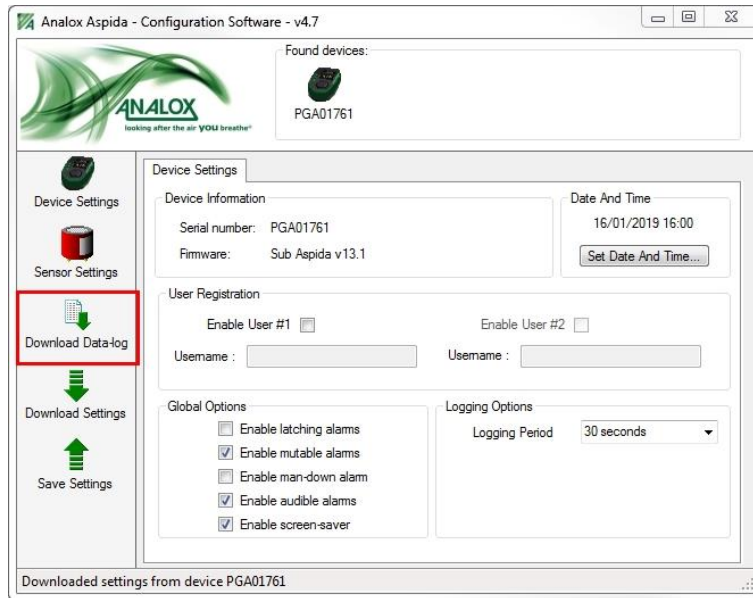 Analox Aspida - Configuration Software - v4.7
ANALOX
looking after the air YOU breathe®
Found devices:
PGA01761
Device Settings
Sensor Settings
Download Data-log
Download Settings
Save Settings
Device Settings
Device Information
Serial number: PGA01761
Firmware: Sub Aspida v13.1
Date And Time
16/01/2019 16:00
Set Date And Time...
User Registration
Enable User #1
Enable User #2
Username :
Username :
Global Options
Enable latching alarms
Enable mutable alarms
Enable man-down alarm
Enable audible alarms
Enable screen-saver
Logging Options
Logging Period 30 seconds
Downloaded settings from device PGA01761